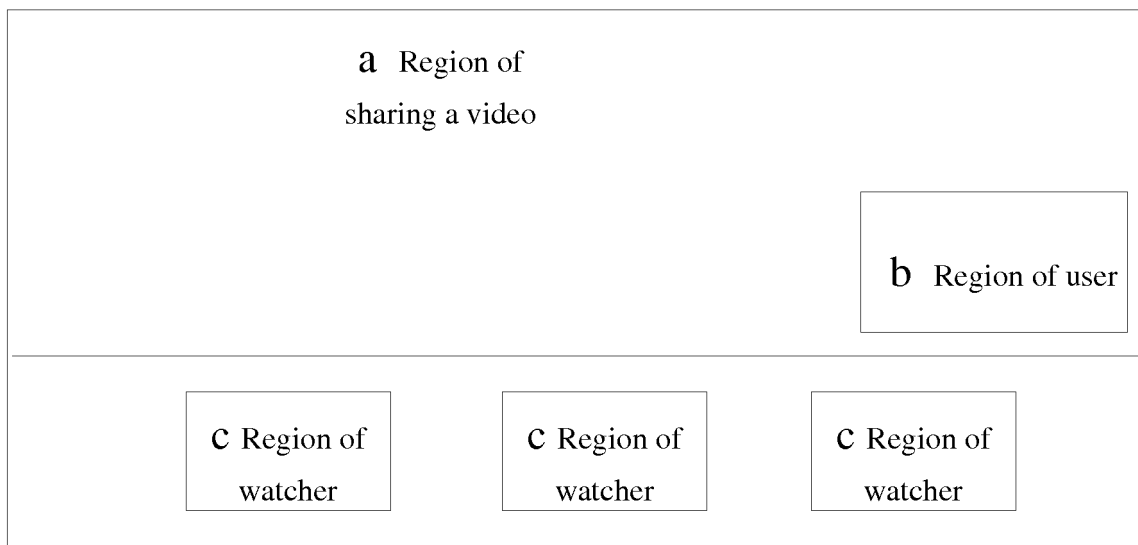 a Region of
sharing a video
b Region of user
c Region of
watcher
c Region of
watcher
c Region of
watcher